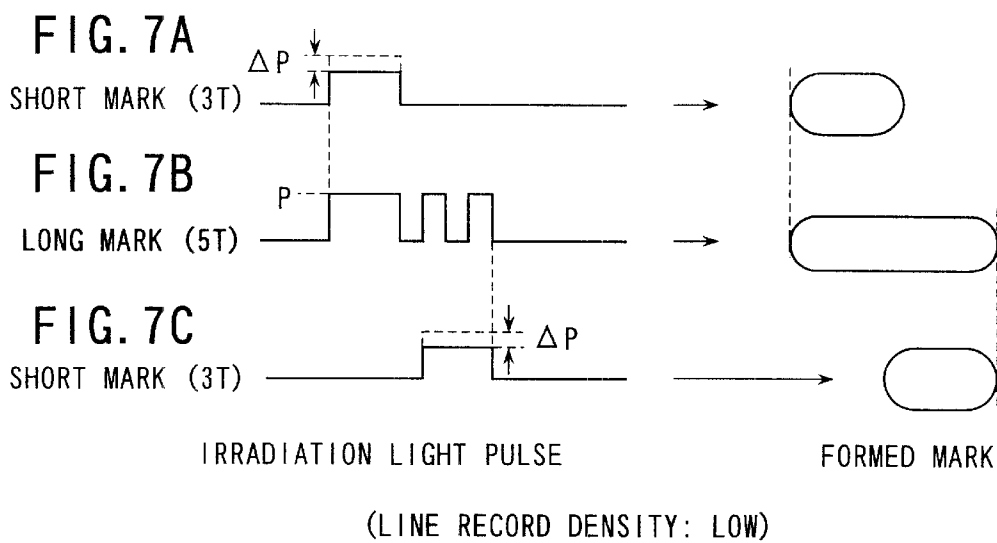 FIG. 7A
ΔP
SHORT MARK (3T)
FIG. 7B
P
LONG MARK (5T)
FIG. 7C
ΔP
SHORT MARK (3T)
IRRADIATION LIGHT PULSE
FORMED MARK
(LINE RECORD DENSITY: LOW)